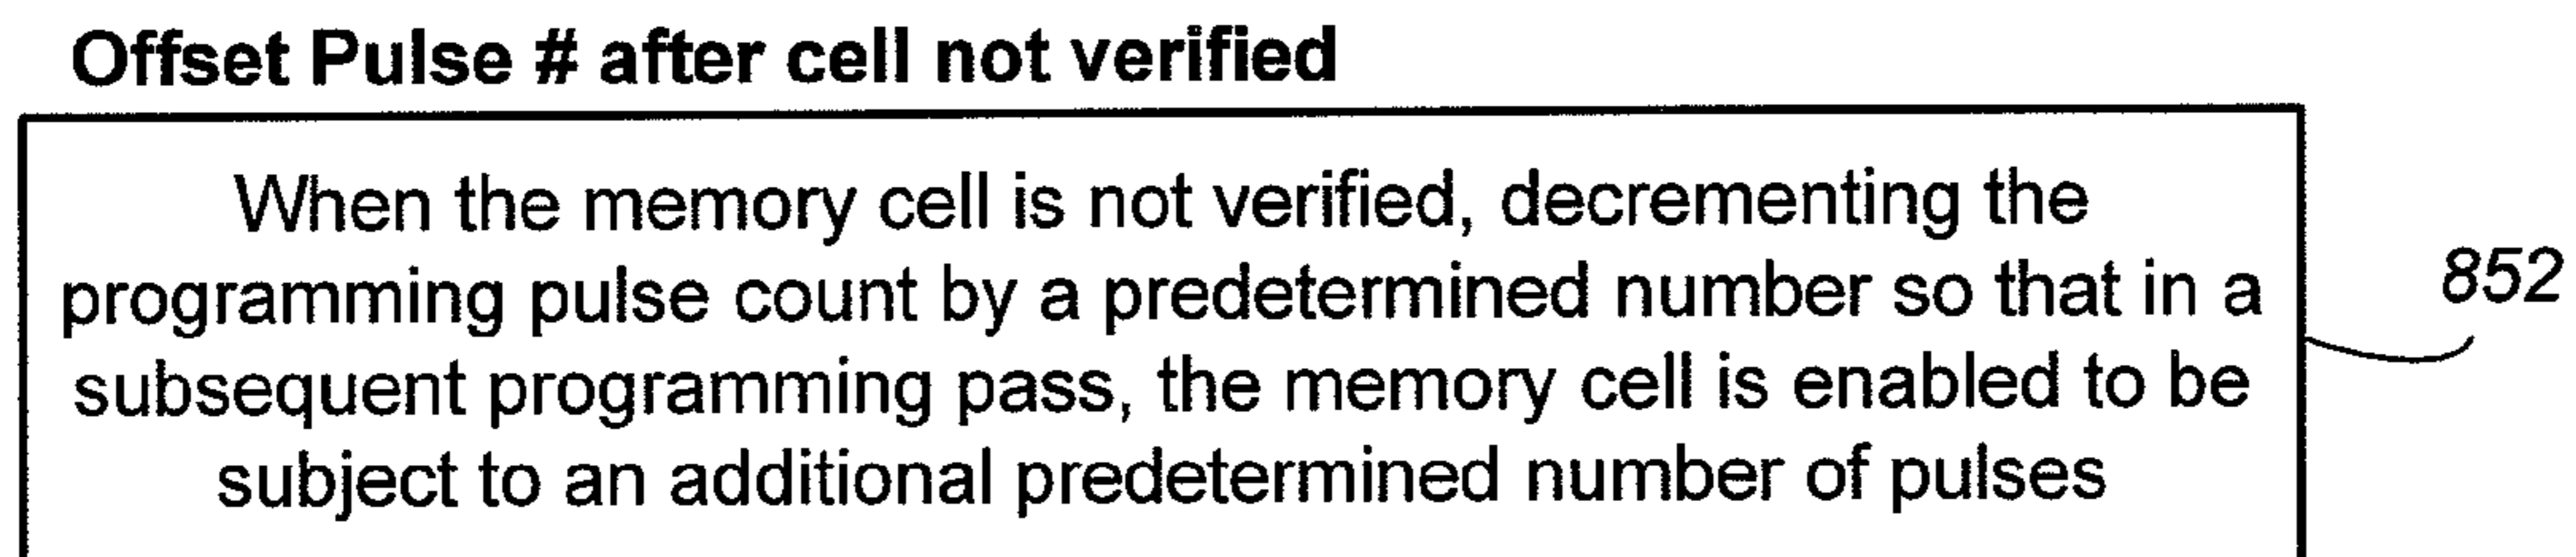 Offset Pulse # after cell not verified
When the memory cell is not verified, decrementing the
programming pulse count by a predetermined number so that in a
subsequent programming pass, the memory cell is enabled to be
subject to an additional predetermined number of pulses
852